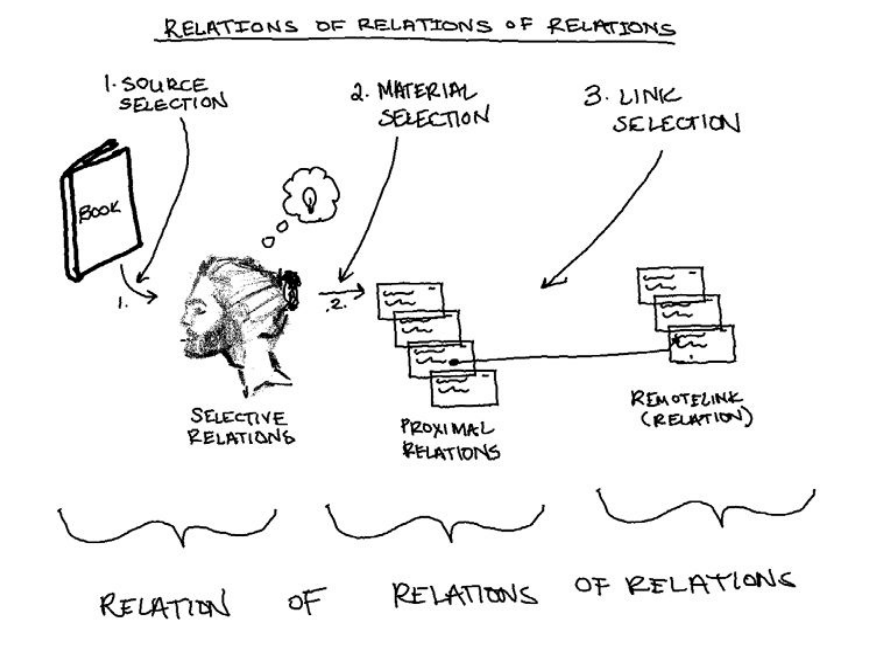 RELATIONS OF RELATIONS OF RELATIONS
1. SOURCE
SELECTION
2. MATERIAL
SELECTION
3. LINK
SELECTION
BOOK
1.
.2.
SELECTIVE
RELATIONS
PROXIMAL
RELATIONS
REMOTELINK
(RELATION)
RELATION OF RELATIONS OF RELATIONS